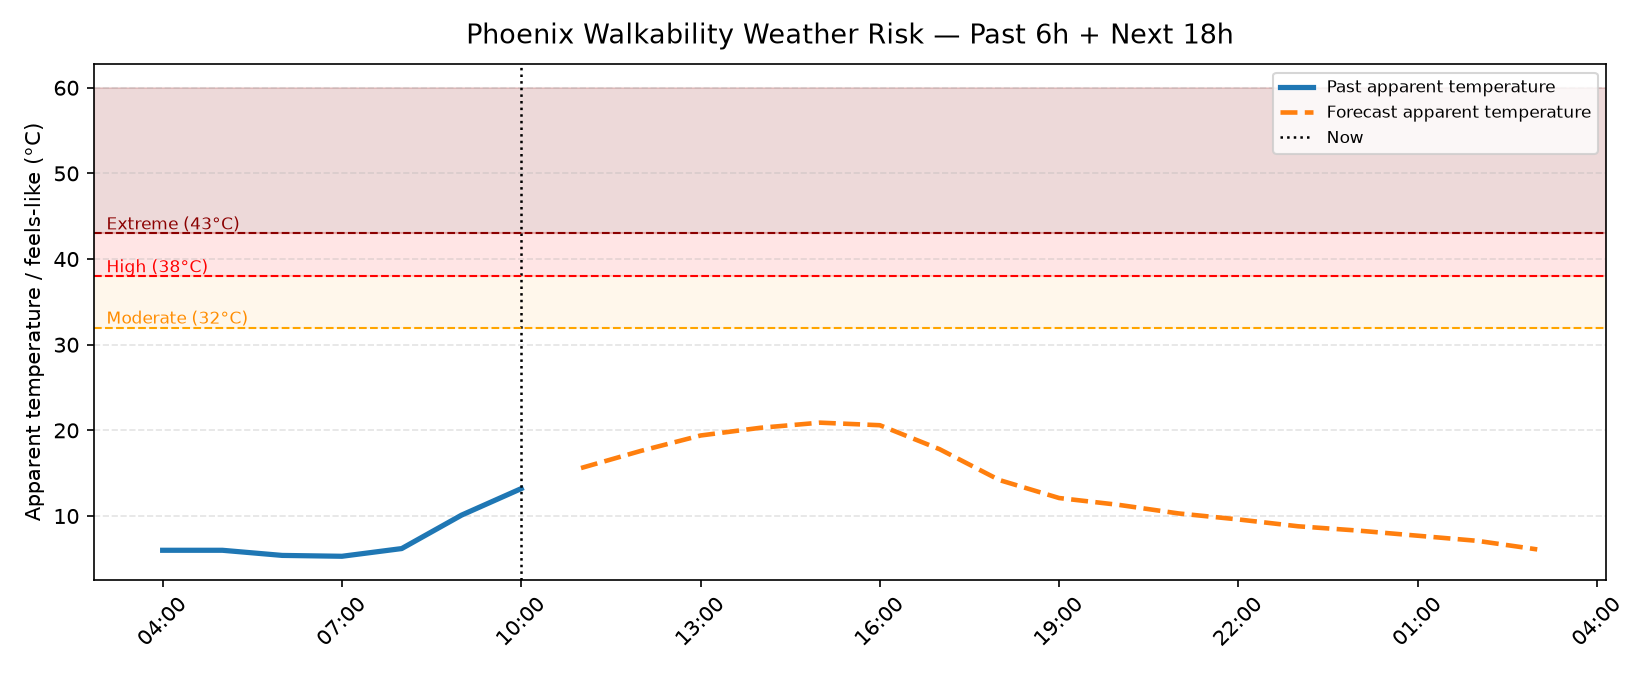 Phoenix Walkability Weather Risk — Past 6h + Next 18h
Apparent temperature / feels-like (°C)
60
50
40
30
20
10
Extreme (43°C)
High (38°C)
Moderate (32°C)
Past apparent temperature
Forecast apparent temperature
Now
04:00
07:00
10:00
13:00
16:00
19:00
22:00
01:00
04:00